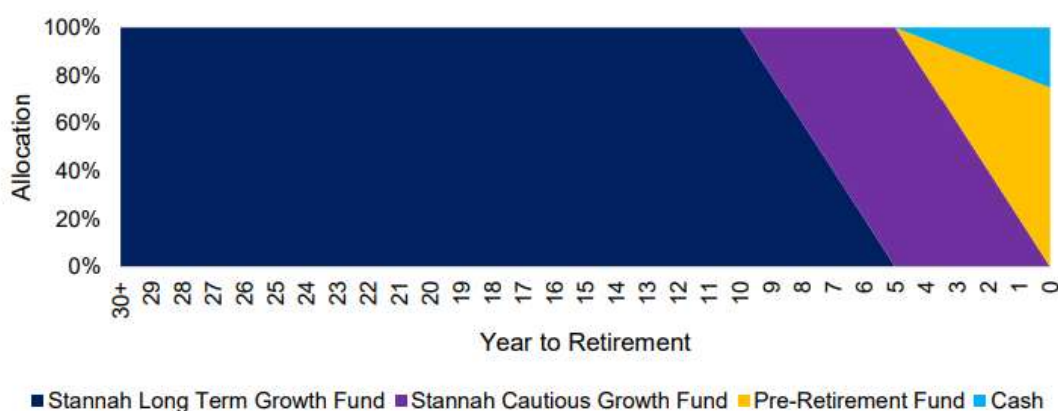 100%
80%
60%
40%
20%
0%
Allocation
30+ 29 28 27 26 25 24 23 22 21 20 19 18 17 16 15 14 13 12 11 10 9 8 7 6 5 4 3 2 1 0
Year to Retirement
Stannah Long Term Growth Fund Stannah Cautious Growth Fund Pre-Retirement Fund Cash